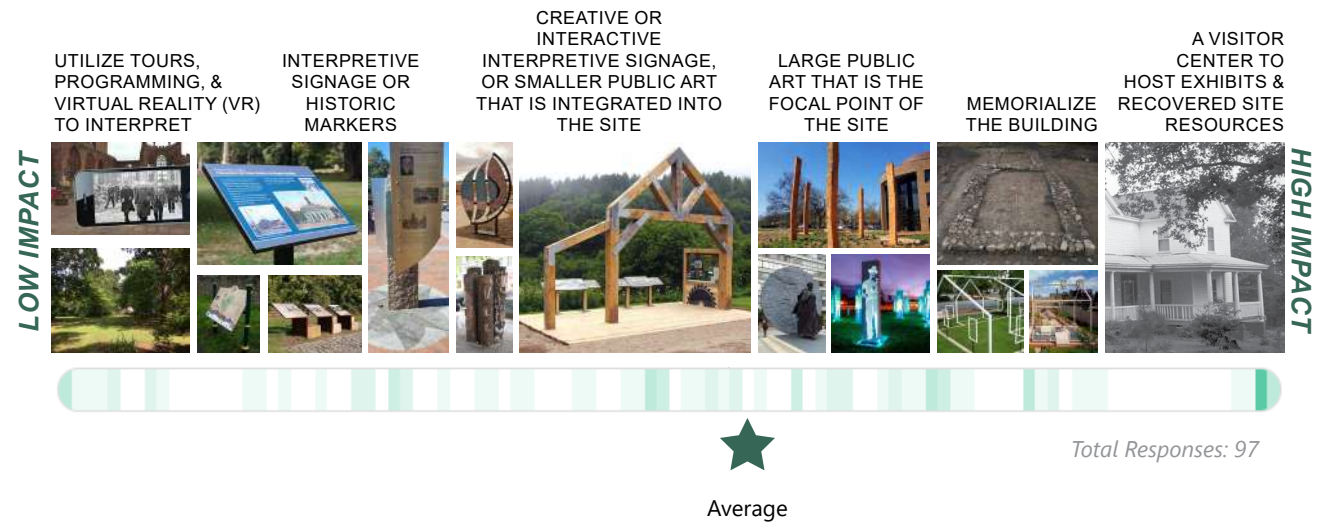 UTILIZE TOURS,
PROGRAMMING, &
VIRTUAL REALITY (VR)
TO INTERPRET
INTERPRETIVE
SIGNAGE OR
HISTORIC
MARKERS
CREATIVE OR
INTERACTIVE
INTERPRETIVE SIGNAGE,
OR SMALLER PUBLIC ART
THAT IS INTEGRATED INTO
THE SITE
LARGE PUBLIC
ART THAT IS THE
FOCAL POINT OF
THE SITE
MEMORIALIZE
THE BUILDING
A VISITOR
CENTER TO
HOST EXHIBITS &
RECOVERED SITE
RESOURCES
LOW IMPACT
HIGH IMPACT
Total Responses: 97
Average